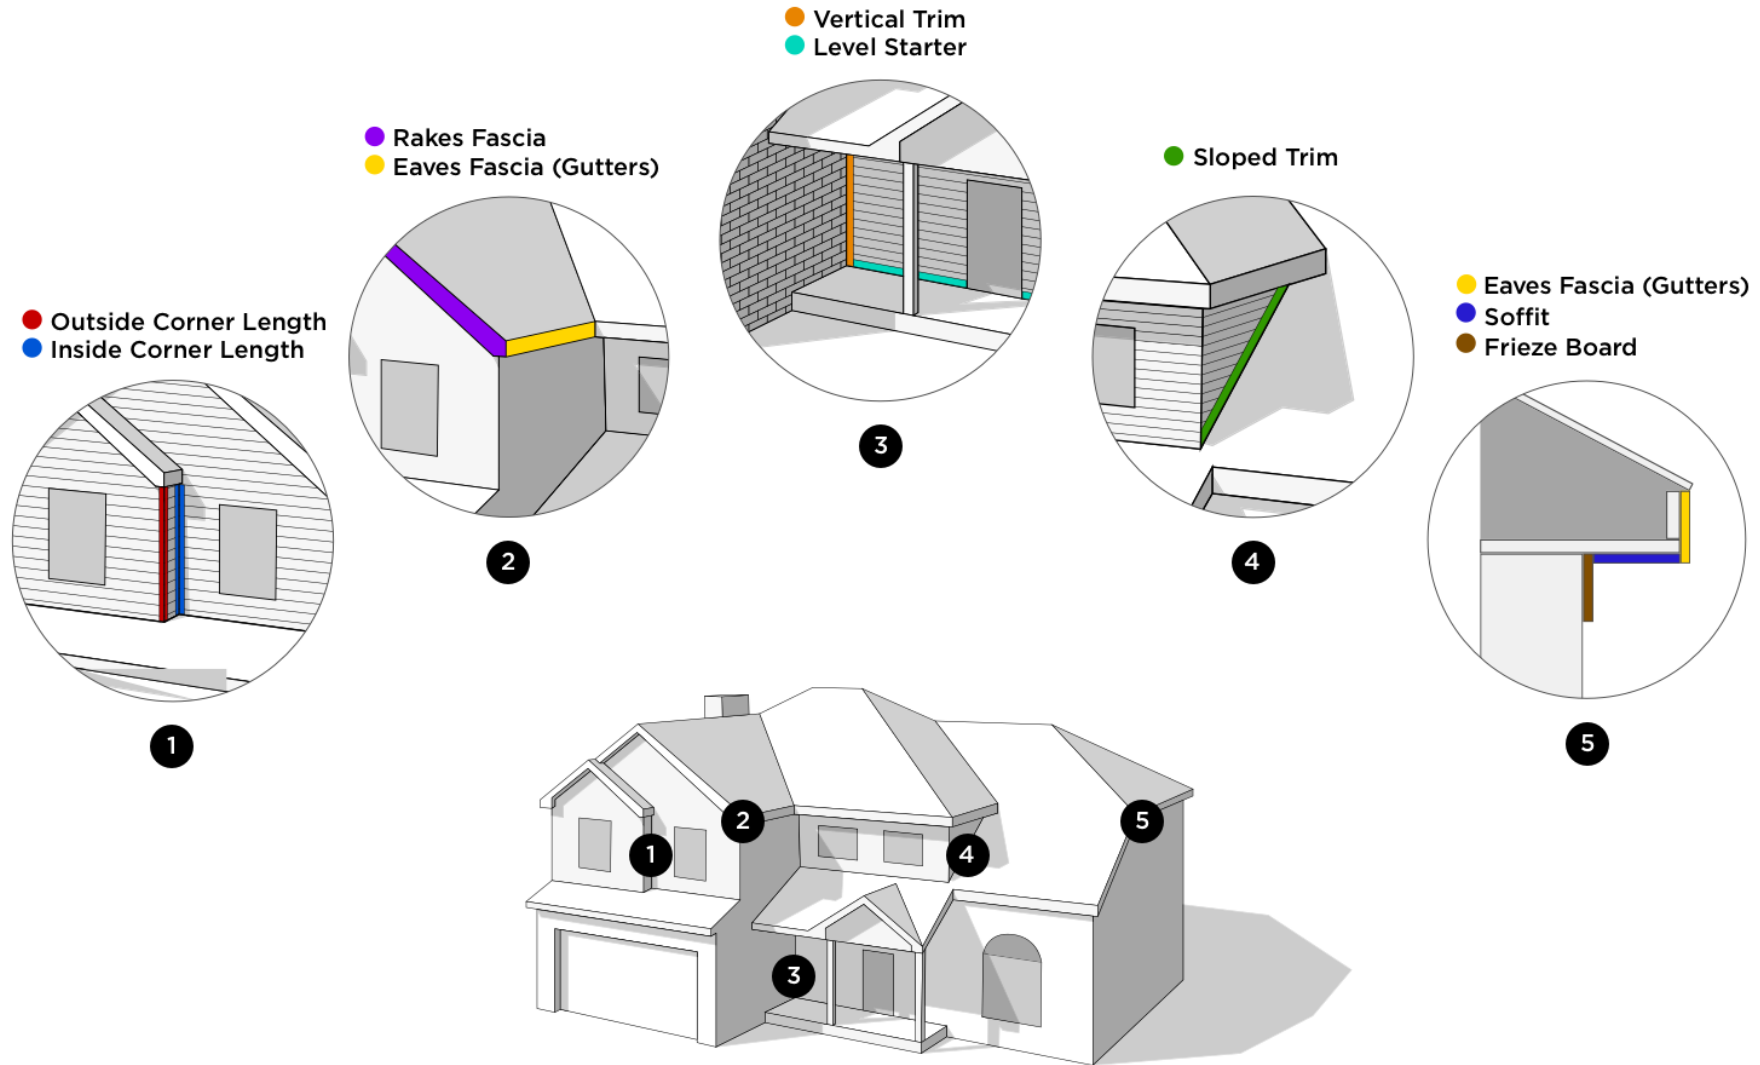 Vertical Trim
Level Starter
Rakes Fascia
Eaves Fascia (Gutters)
Sloped Trim
Eaves Fascia (Gutters)
Soffit
Frieze Board
Outside Corner Length
Inside Corner Length
3
2
4
1
5
2
5
1
4
3